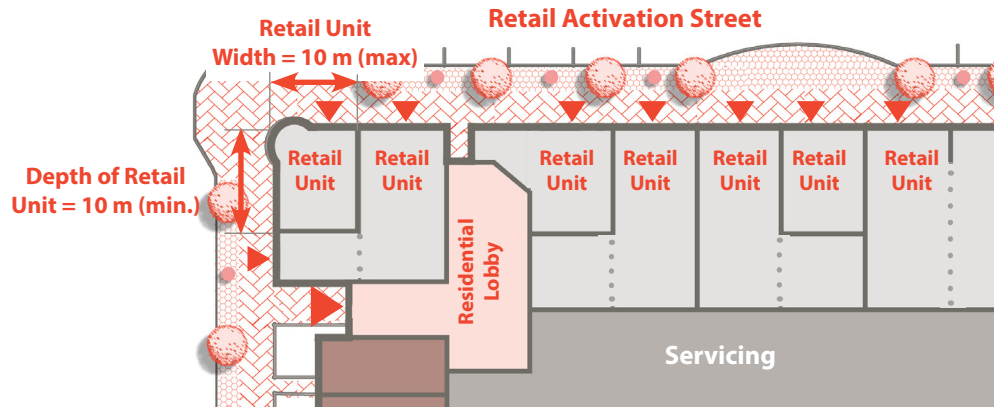 Retail Activation Street
Retail Unit
Width = 10 m (max)
Depth of Retail
Unit = 10 m (min.)
Retail
Unit
Retail
Unit
Retail
Unit
Retail
Unit
Retail
Unit
Retail
Unit
Retail
Unit
Residential
Lobby
Servicing